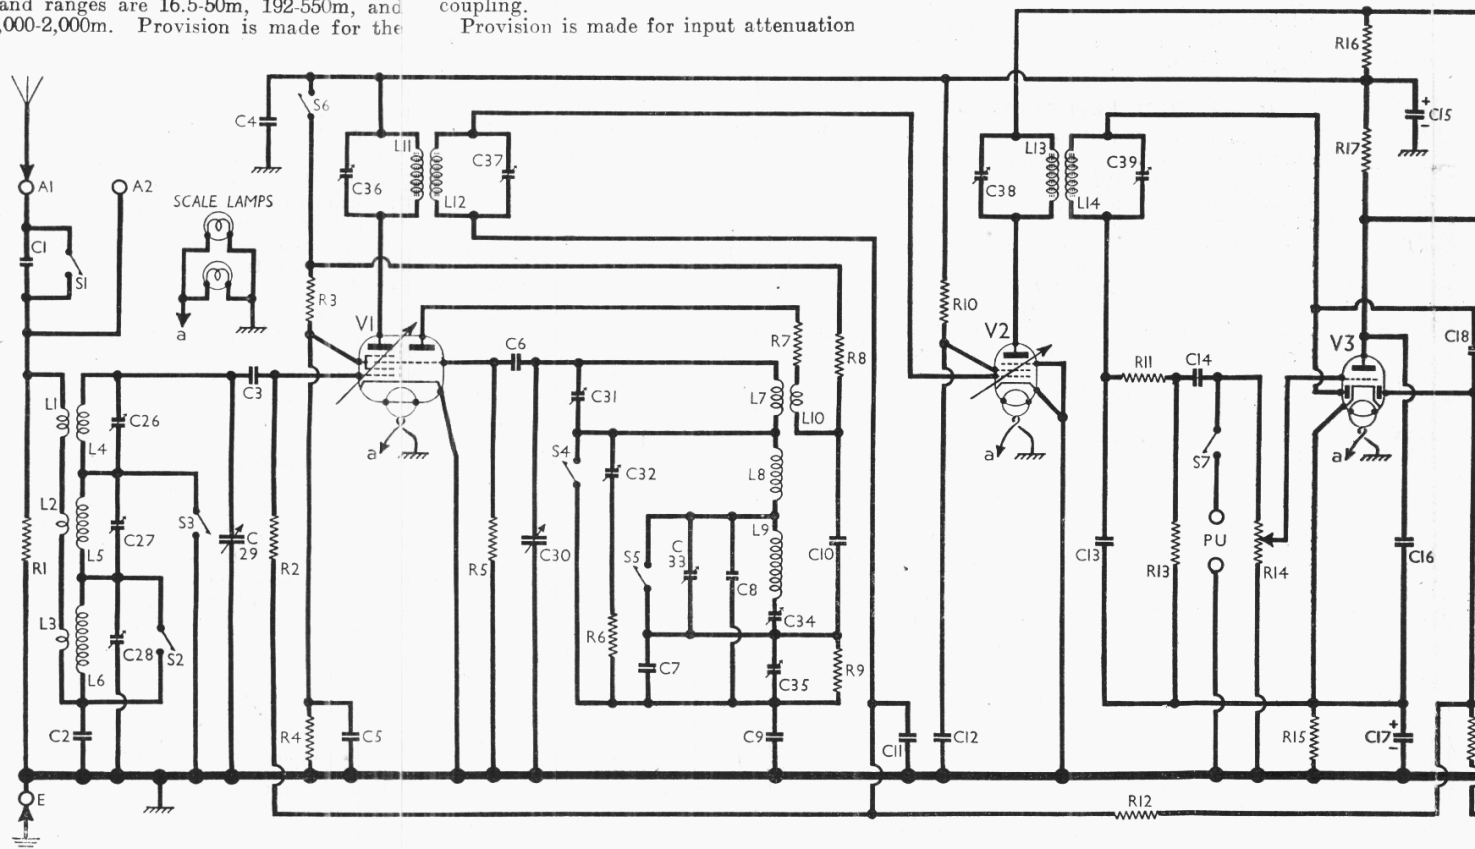 and ranges are 16.5-50m, 192-550m, and
,000-2,000m. Provision is made for the
coupling.
Provision is made for input attenuation
R16
S6
C4
C15
+
-
L11
C37
L13
C39
R17
C36
L12
C38
L14
A1
A2
SCALE LAMPS
C1
S1
a
R3
V1
R10
V2
R7
R8
V3
C18
C6
R11
C14
C3
L1
C26
L4
C31
L7
L10
a
a
a
S4
S7
C32
L8
L2
S3
C27
L5
C
29
R1
R2
R5
C30
L9
S5
C
33
C8
C10
C13
PU
R13
R14
C16
L3
C28
S2
L6
R6
C34
C7
C35
R9
C2
R4
C5
C9
C11
C12
R15
C17
+
-
E
R12